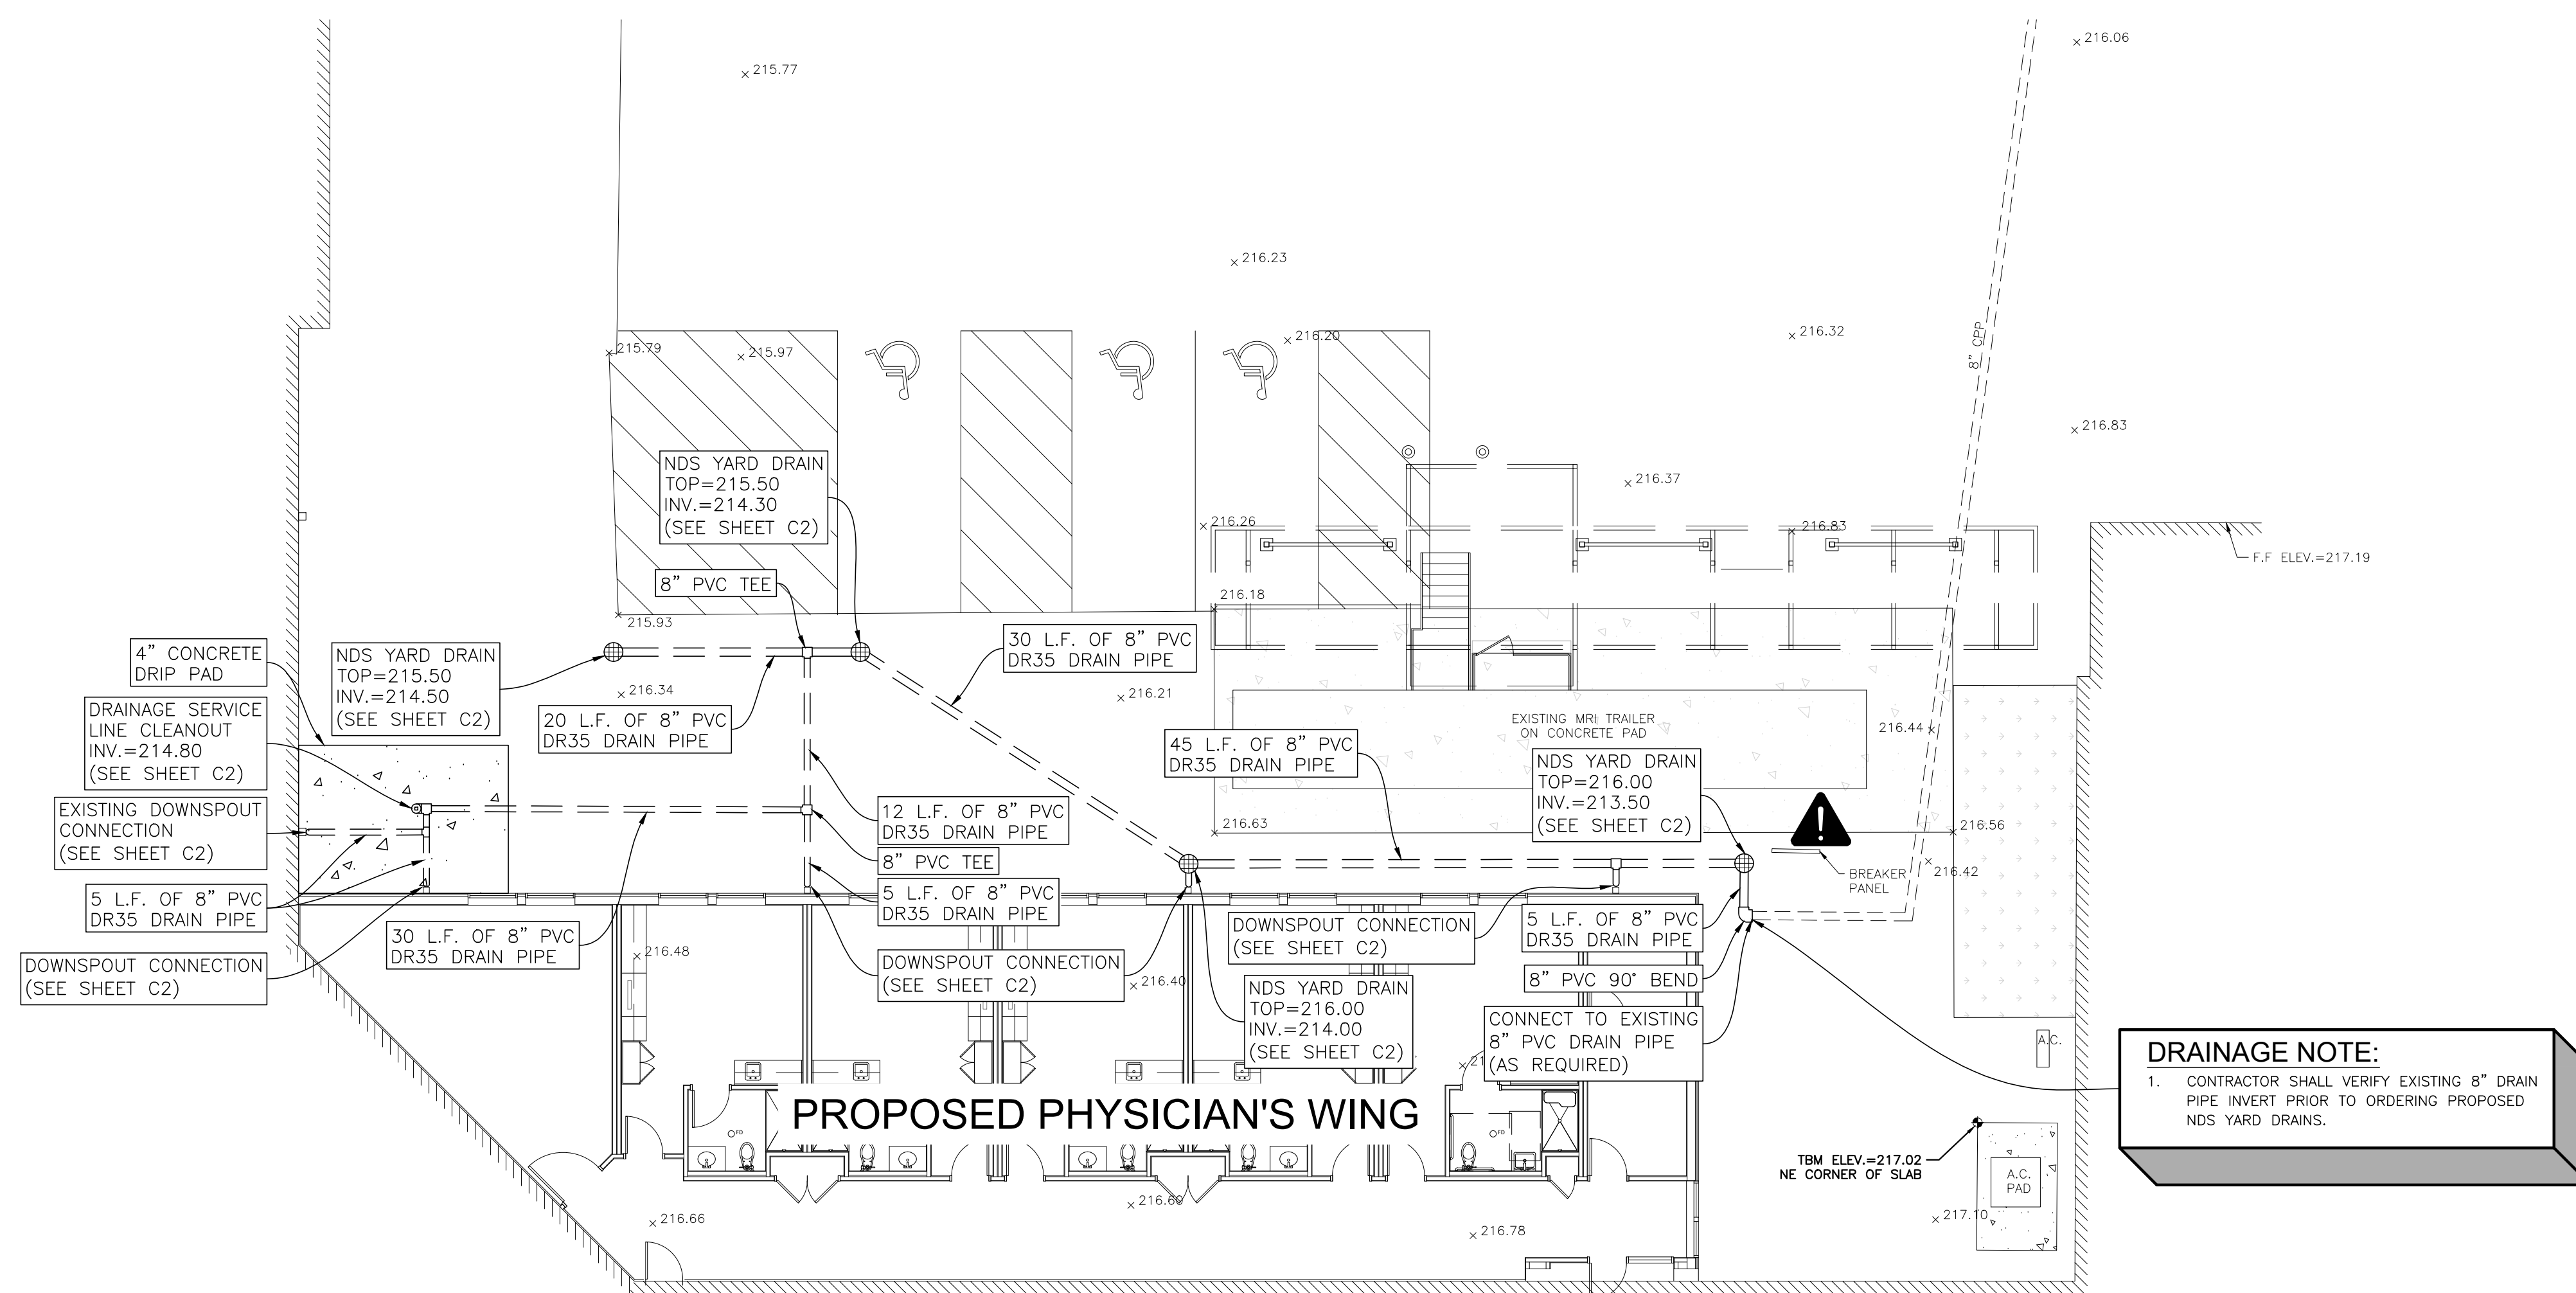 216.06
215.77
216.23
215.79
215.97
216.20
216.32
8" CPP
216.83
NDS YARD DRAIN
TOP=215.50
INV.=214.30
(SEE SHEET C2)
216.37
216.26
216.83
F.F ELEV.=217.19
8" PVC TEE
216.18
215.93
4" CONCRETE
DRIP PAD
NDS YARD DRAIN
TOP=215.50
INV.=214.50
(SEE SHEET C2)
30 L.F. OF 8" PVC
DR35 DRAIN PIPE
216.34
216.21
DRAINAGE SERVICE
LINE CLEANOUT
INV.=214.80
(SEE SHEET C2)
20 L.F. OF 8" PVC
DR35 DRAIN PIPE
EXISTING MRI TRAILER
ON CONCRETE PAD
216.44
45 L.F. OF 8" PVC
DR35 DRAIN PIPE
NDS YARD DRAIN
TOP=216.00
INV.=213.50
(SEE SHEET C2)
EXISTING DOWNSPOUT
CONNECTION
(SEE SHEET C2)
12 L.F. OF 8" PVC
DR35 DRAIN PIPE
216.63
216.56
8" PVC TEE
BREAKER
PANEL
216.42
5 L.F. OF 8" PVC
DR35 DRAIN PIPE
5 L.F. OF 8" PVC
DR35 DRAIN PIPE
30 L.F. OF 8" PVC
DR35 DRAIN PIPE
DOWNSPOUT CONNECTION
(SEE SHEET C2)
5 L.F. OF 8" PVC
DR35 DRAIN PIPE
DOWNSPOUT CONNECTION
(SEE SHEET C2)
216.48
DOWNSPOUT CONNECTION
(SEE SHEET C2)
216.40
8" PVC 90° BEND
NDS YARD DRAIN
TOP=216.00
INV.=214.00
(SEE SHEET C2)
CONNECT TO EXISTING
8" PVC DRAIN PIPE
(AS REQUIRED)
A.C.
DRAINAGE NOTE:
1. CONTRACTOR SHALL VERIFY EXISTING 8" DRAIN
PIPE INVERT PRIOR TO ORDERING PROPOSED
NDS YARD DRAINS.
PROPOSED PHYSICIAN'S WING
FD
FD
TBM ELEV.=217.02
NE CORNER OF SLAB
A.C.
PAD
216.66
216.60
216.78
217.10